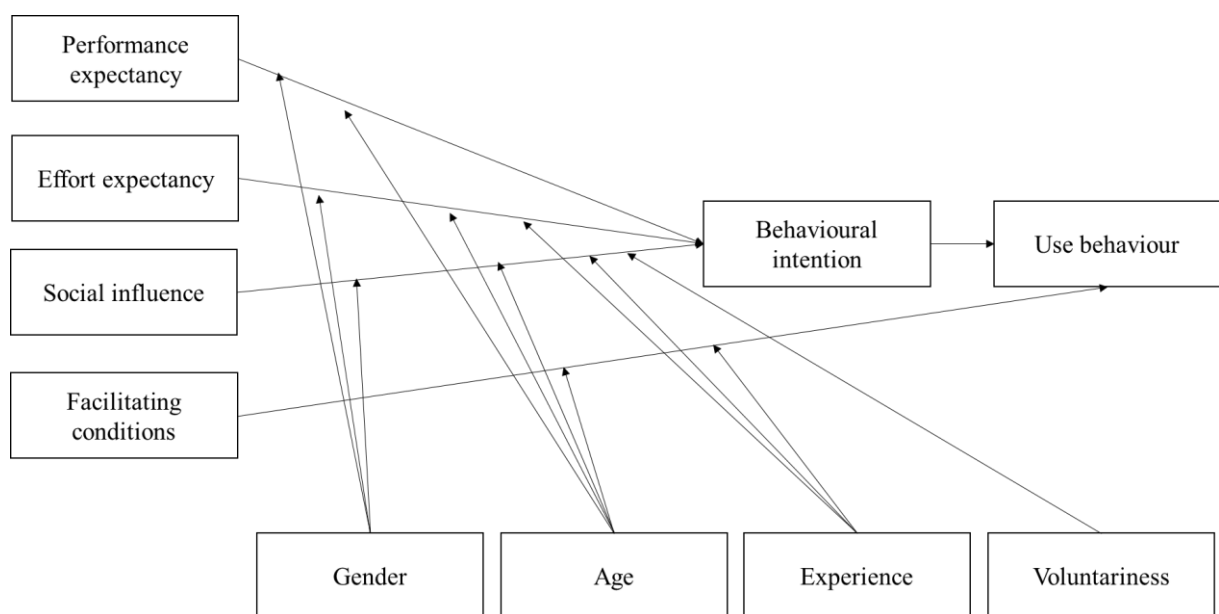 Performance
expectancy
Effort expectancy
Social influence
Facilitating
conditions
Behavioural
intention
Use behaviour
Gender
Age
Experience
Voluntariness